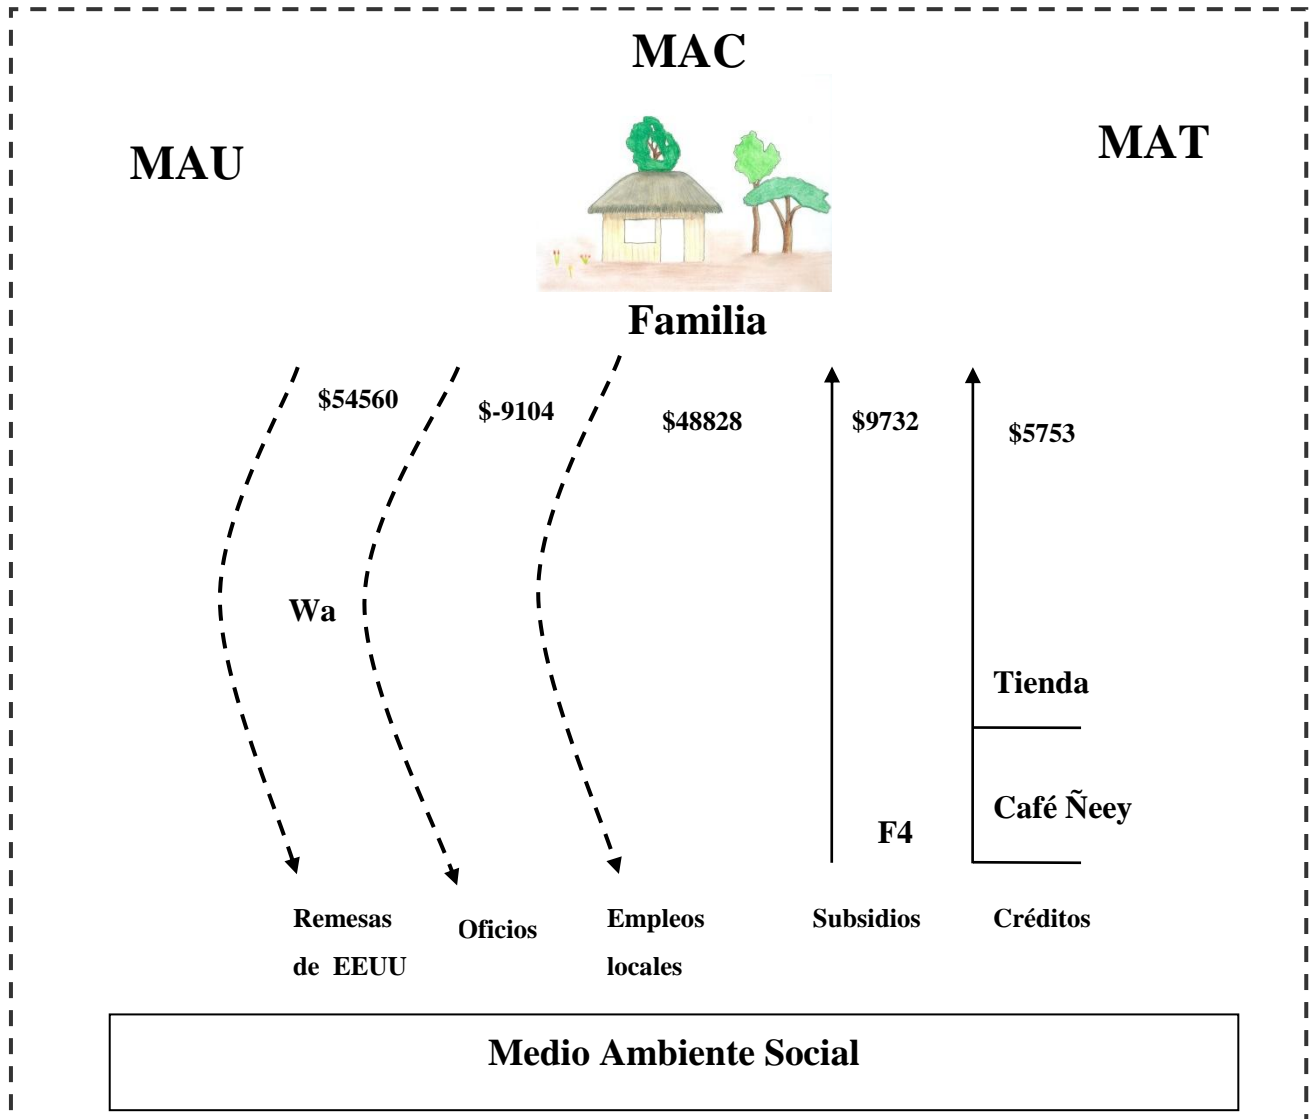 MAC
MAU
MAT
Familia
$54560
$-9104
$48828
$9732
$5753
Wa
Tienda
Café Ñeey
F4
Remesas
de EEUU
Oficios
Empleos
locales
Subsidios
Créditos
Medio Ambiente Social